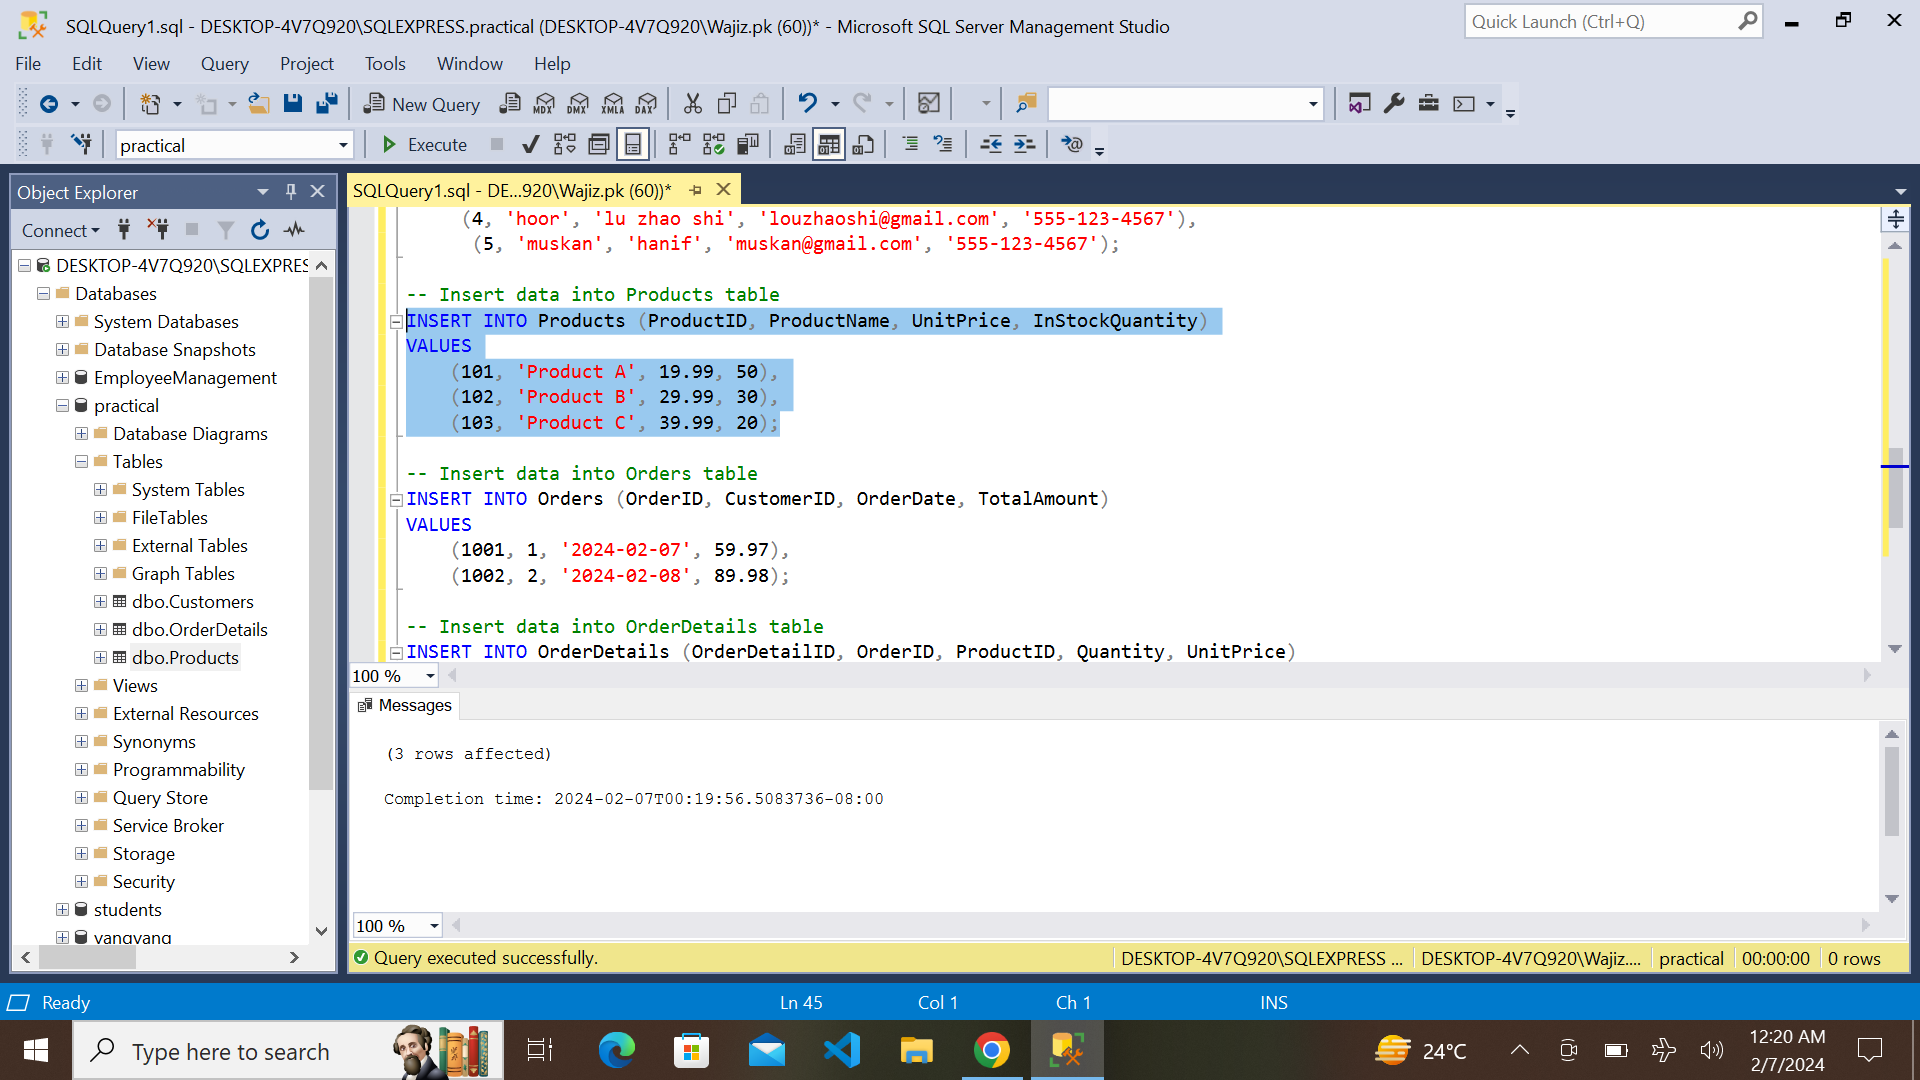 SQLQuery1.sql - DESKTOP-4V7Q920\SQLEXPRESS.practical (DESKTOP-4V7Q920\Wajiz.pk (60))* - Microsoft SQL Server Management Studio
Quick Launch (Ctrl+Q)
File Edit View Query Project Tools Window Help
New Query MDX DMX XMLA DAX
practical Execute
Object Explorer
Connect
DESKTOP-4V7Q920\SQLEXPRES
Databases
System Databases
Database Snapshots
EmployeeManagement
practical
Database Diagrams
Tables
System Tables
FileTables
External Tables
Graph Tables
dbo.Customers
dbo.OrderDetails
dbo.Products
Views
External Resources
Synonyms
Programmability
Query Store
Service Broker
Storage
Security
students
yangyang
SQLQuery1.sql - DE...920\Wajiz.pk (60))*
(4, 'hoor', 'lu zhao shi', 'louzhaoshi@gmail.com', '555-123-4567'),
(5, 'muskan', 'hanif', 'muskan@gmail.com', '555-123-4567');
-- Insert data into Products table
INSERT INTO Products (ProductID, ProductName, UnitPrice, InStockQuantity)
VALUES
(101, 'Product A', 19.99, 50),
(102, 'Product B', 29.99, 30),
(103, 'Product C', 39.99, 20);
-- Insert data into Orders table
INSERT INTO Orders (OrderID, CustomerID, OrderDate, TotalAmount)
VALUES
(1001, 1, '2024-02-07', 59.97),
(1002, 2, '2024-02-08', 89.98);
-- Insert data into OrderDetails table
INSERT INTO OrderDetails (OrderDetailID, OrderID, ProductID, Quantity, UnitPrice)
100 %
Messages
(3 rows affected)
Completion time: 2024-02-07T00:19:56.5083736-08:00
100 %
Query executed successfully. DESKTOP-4V7Q920\SQLEXPRESS ... DESKTOP-4V7Q920\Wajiz.... practical 00:00:00 0 rows
Ready Ln 45 Col 1 Ch 1 INS
Type here to search
24°C
12:20 AM
2/7/2024